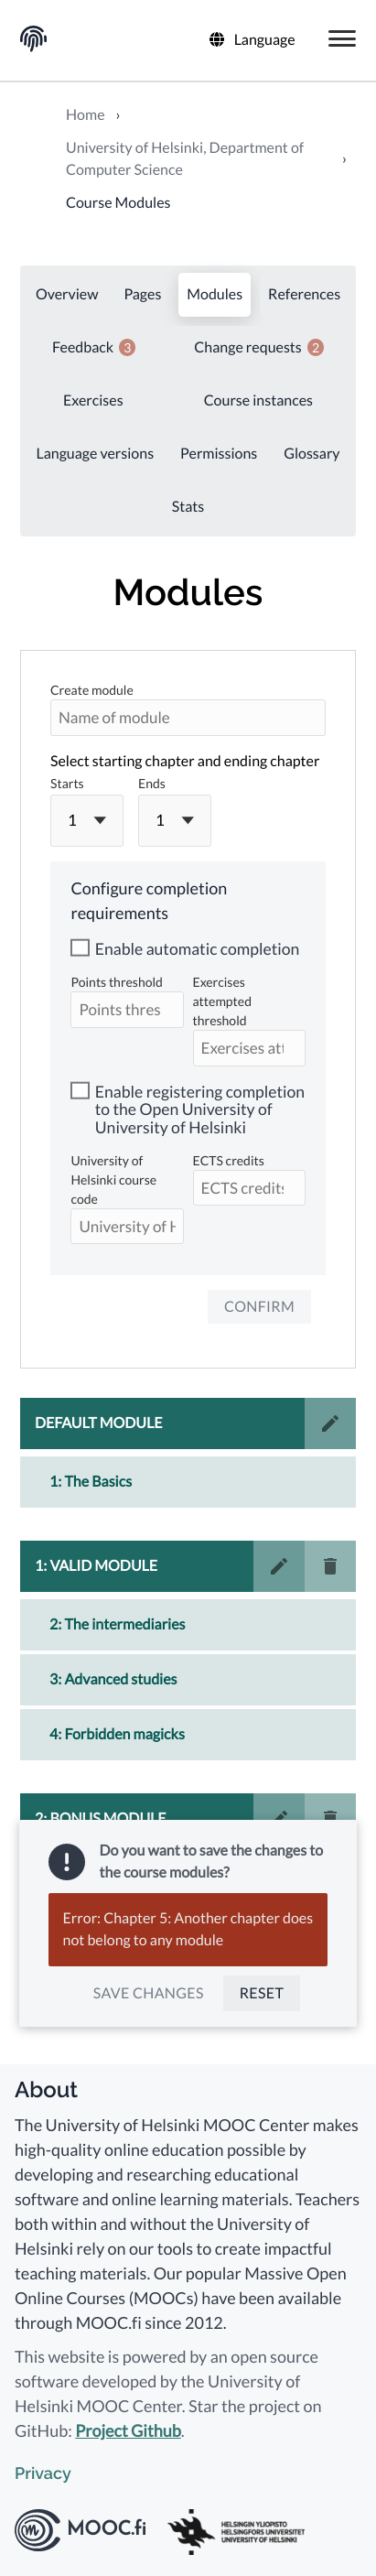 Language
Home ›
University of Helsinki, Department of
Computer Science ›
Course Modules
Overview Pages Modules References
Feedback 3 Change requests 2
Exercises Course instances
Language versions Permissions Glossary
Stats
Modules
Create module
Name of module
Select starting chapter and ending chapter
Starts Ends
1 1
Configure completion
requirements
Enable automatic completion
Points threshold
Points thres
Exercises
attempted
threshold
Exercises att
Enable registering completion
to the Open University of
University of Helsinki
University of
Helsinki course
code
University of H
ECTS credits
ECTS credits
CONFIRM
DEFAULT MODULE
1: The Basics
1: VALID MODULE
2: The intermediaries
3: Advanced studies
4: Forbidden magicks
2: BONUS MODULE
Do you want to save the changes to
the course modules?
Error: Chapter 5: Another chapter does
not belong to any module
SAVE CHANGES RESET
About
The University of Helsinki MOOC Center makes
high-quality online education possible by
developing and researching educational
software and online learning materials. Teachers
both within and without the University of
Helsinki rely on our tools to create impactful
teaching materials. Our popular Massive Open
Online Courses (MOOCs) have been available
through MOOC.fi since 2012.
This website is powered by an open source
software developed by the University of
Helsinki MOOC Center. Star the project on
GitHub: Project Github.
Privacy
MOOC.fi
HELSINGIN YLIOPISTO
HELSINGFORS UNIVERSITET
UNIVERSITY OF HELSINKI